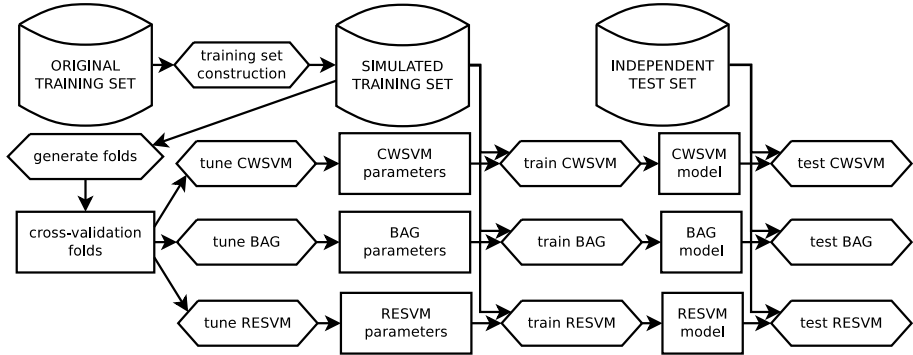 ORIGINAL
TRAINING SET
training set
construction
SIMULATED
TRAINING SET
INDEPENDENT
TEST SET
generate folds
tune CWSVM
CWSVM
parameters
train CWSVM
CWSVM
model
test CWSVM
cross-validation
folds
tune BAG
BAG
parameters
train BAG
BAG
model
test BAG
tune RESVM
RESVM
parameters
train RESVM
RESVM
model
test RESVM